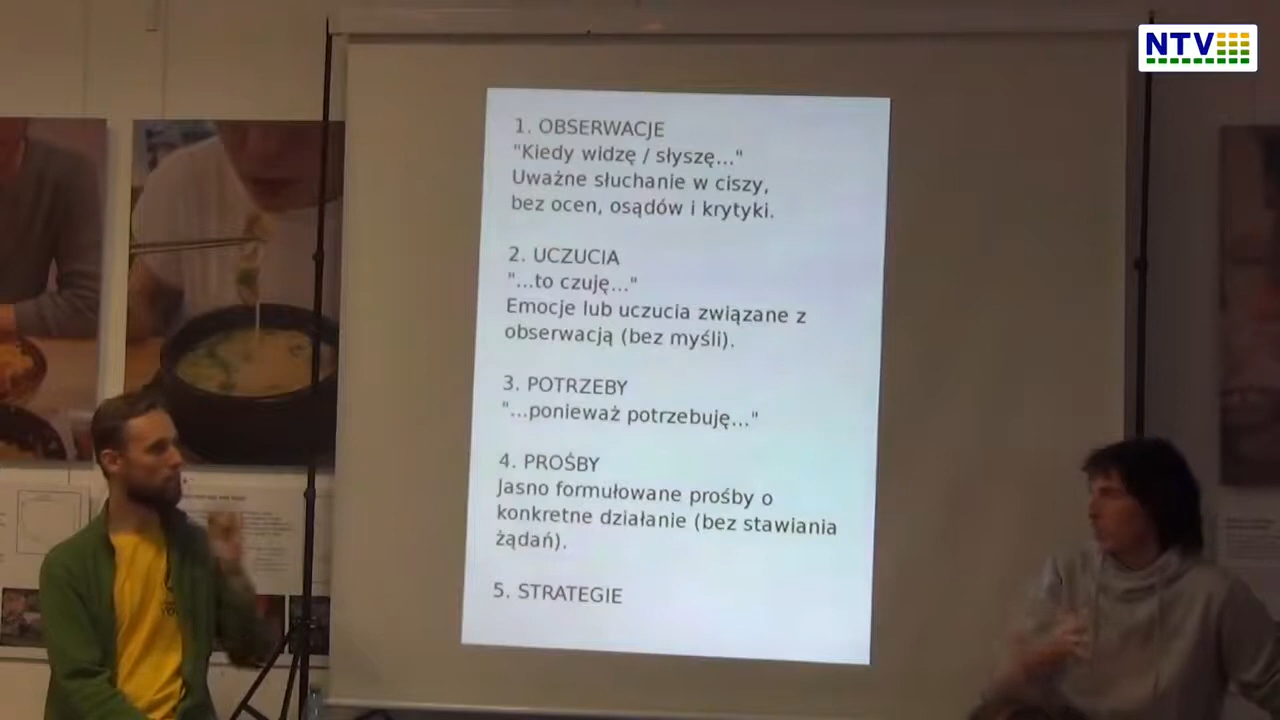 NTV
1. OBSERWACJE
"Kiedy widzę / słyszę..."
Uważne słuchanie w ciszy,
bez ocen, osądów i krytyki.
2. UCZUCIA
"...to czuję..."
Emocje lub uczucia związane z
obserwacją (bez myśli).
3. POTRZEBY
"...ponieważ potrzebuję..."
4. PROŚBY
Jasno formułowane prośby o
konkretne działanie (bez stawiania
żądań).
5. STRATEGIE